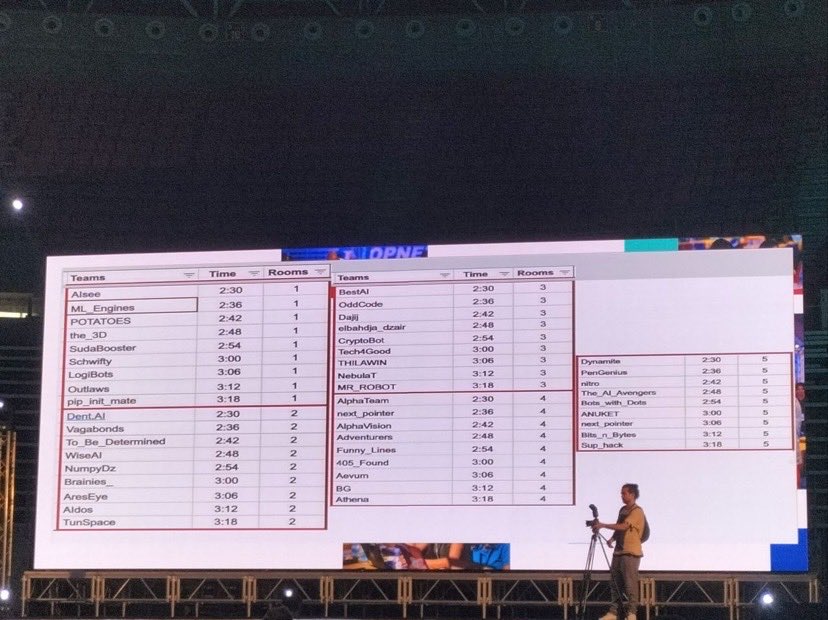 OPNE
Teams Time Rooms
AIsee 2:30 1
ML_Engines 2:36 1
POTATOES 2:42 1
the_3D 2:48 1
SudaBooster 2:54 1
Schwifty 3:00 1
LogiBots 3:06 1
Outlaws 3:12 1
pip_init_mate 3:18 1
Dent.AI 2:30 2
Vagabonds 2:36 2
To_Be_Determined 2:42 2
WiseAI 2:48 2
NumpyDz 2:54 2
Brainies_ 3:00 2
AresEye 3:06 2
Aldos 3:12 2
TunSpace 3:18 2
Teams Time Rooms
BestAI 2:30 3
OddCode 2:36 3
Dajij 2:42 3
elbahdja_dzair 2:48 3
CryptoBot 2:54 3
Tech4Good 3:00 3
THILAWIN 3:06 3
NebulaT 3:12 3
MR_ROBOT 3:18 3
AlphaTeam 2:30 4
next_pointer 2:36 4
AlphaVision 2:42 4
Adventurers 2:48 4
Funny_Lines 2:54 4
405_Found 3:00 4
Aevum 3:06 4
BG 3:12 4
Athena 3:18 4
Dynamite 2:30 5
PenGenius 2:36 5
nitro 2:42 5
The_AI_Avengers 2:48 5
Bots_with_Dots 2:54 5
ANUKET 3:00 5
next_pointer 3:06 5
Bits_n_Bytes 3:12 5
Sup_hack 3:18 5